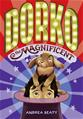 DORKO
THE MAGNIFICENT
ANDREA BEATY